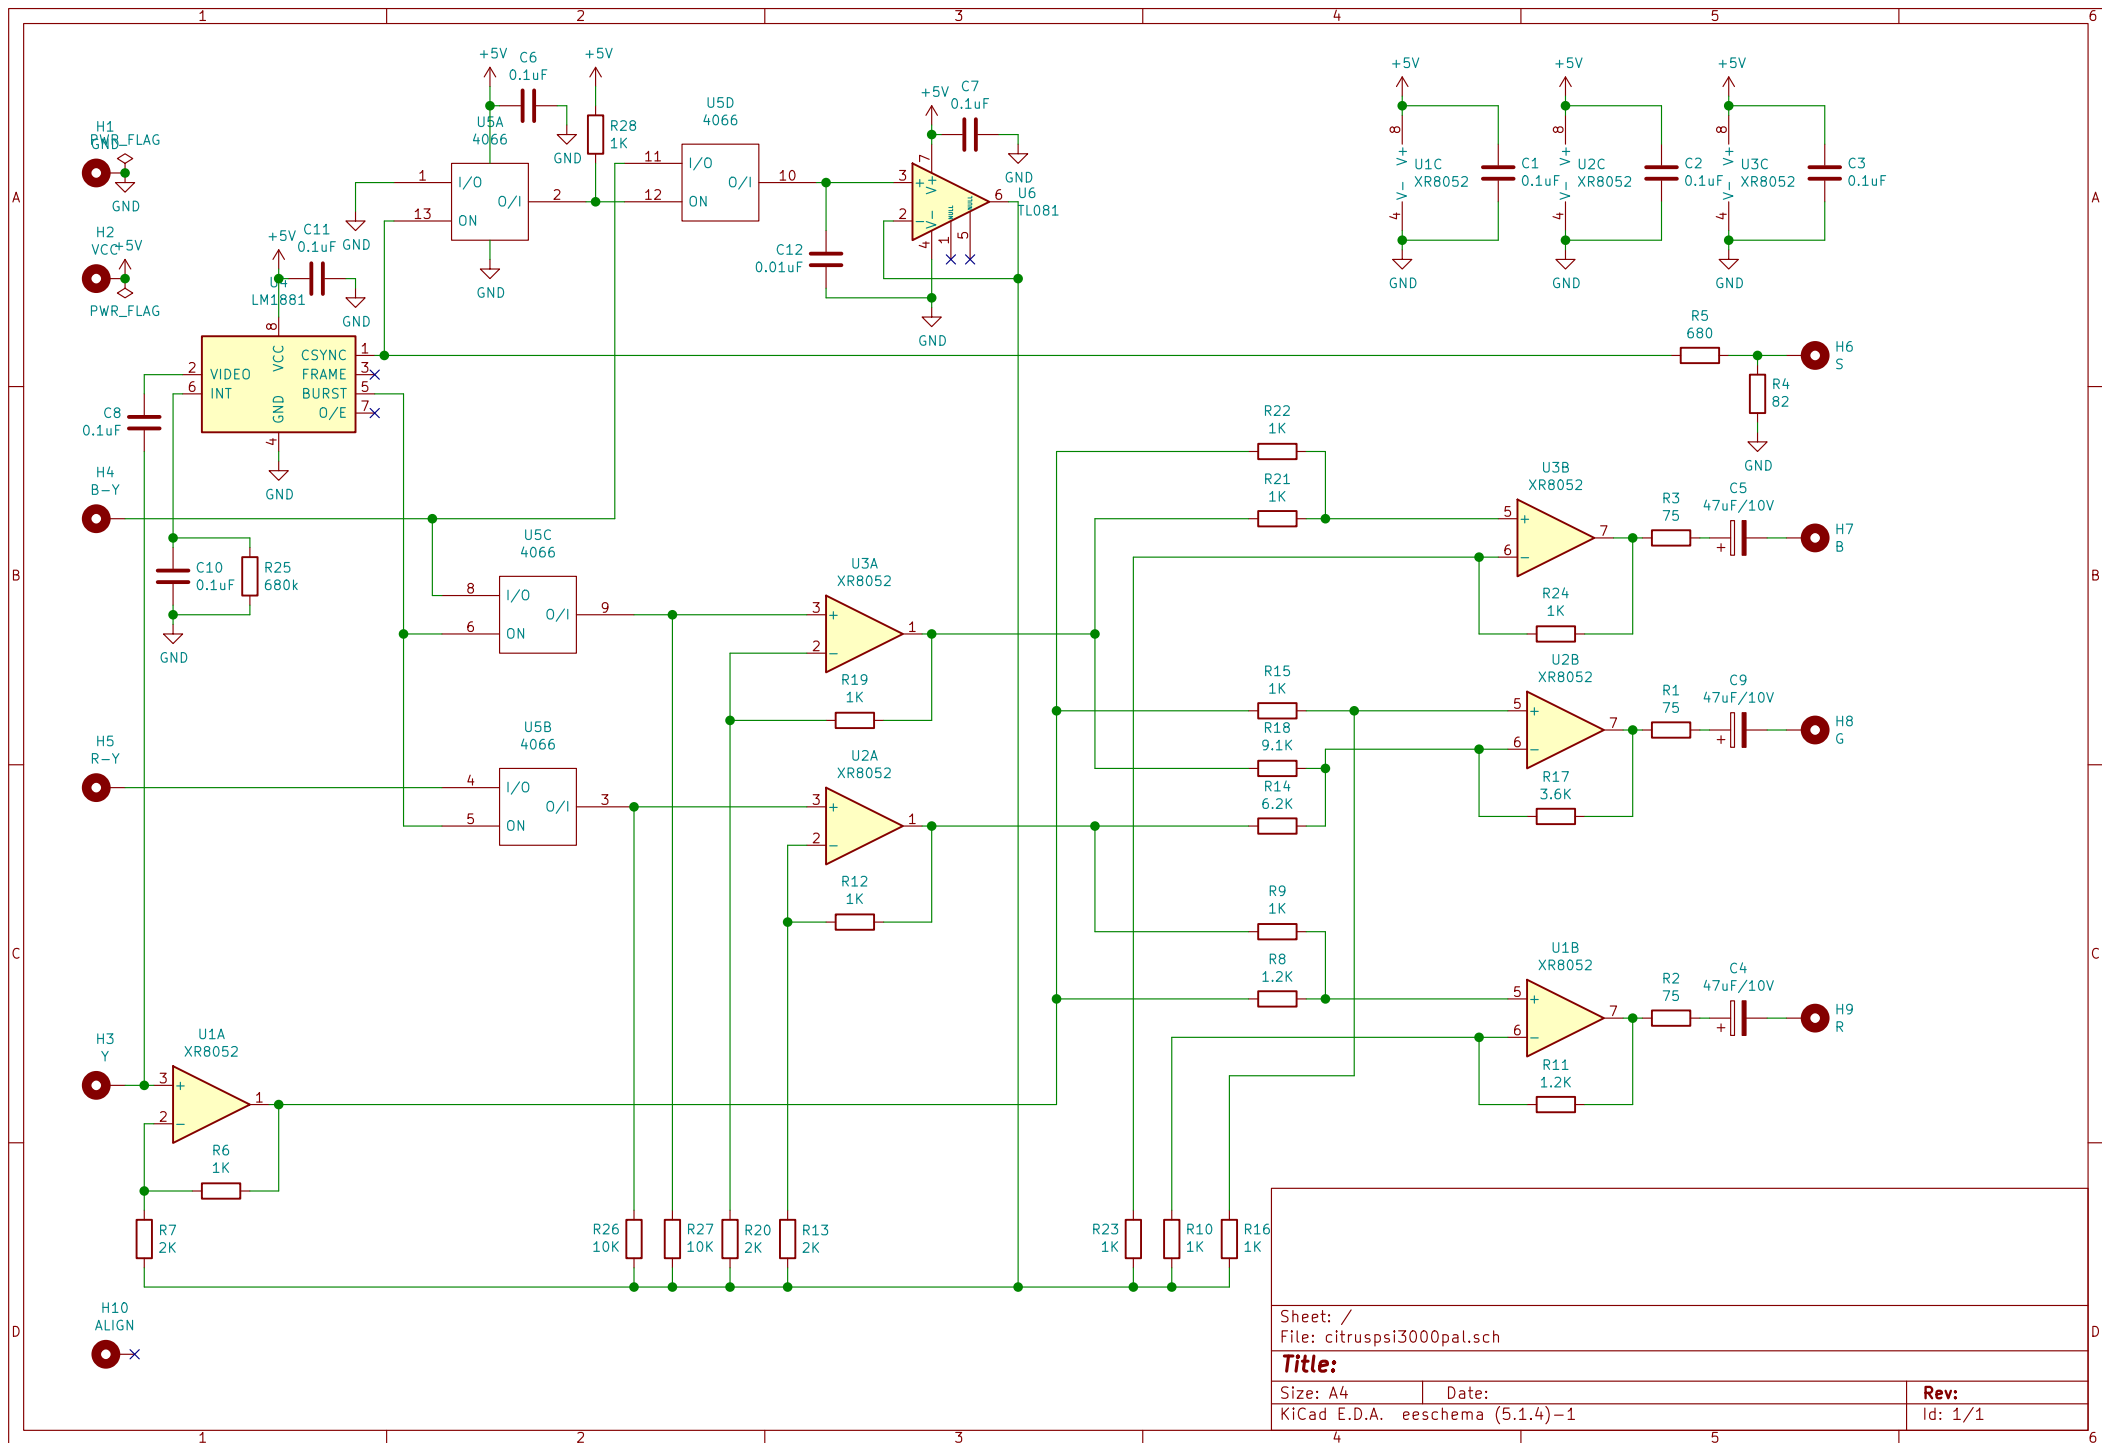 1 2 3 4 5 6
A
B
C
D
A
B
C
D
1 2 3 4 5 6
H1
GND
PWR_FLAG
GND
H2
VCC
+5V
PWR_FLAG
+5V
C11
0.1uF
GND
U4
LM1881
8
VCC
2 VIDEO
6 INT
CSYNC 1
FRAME 3
BURST 5
O/E 7
GND
4
GND
+5V
C6
0.1uF
GND
U5A
4066
1 I/O
13 ON
O/I 2
GND
GND
+5V
R28
1K
U5D
4066
11 I/O
12 ON
O/I 10
+5V
C7
0.1uF
GND
U6
TL081
3 +
2 −
7
V+
V−
4
NULL
1
NULL
5
6
C12
0.01uF
GND
+5V
8
V+
V−
4
U1C
XR8052
C1
0.1uF
GND
+5V
8
V+
V−
4
U2C
XR8052
C2
0.1uF
GND
+5V
8
V+
V−
4
U3C
XR8052
C3
0.1uF
GND
R5
680
H6
S
R4
82
GND
C8
0.1uF
H4
B−Y
C10
0.1uF
R25
680k
GND
U5C
4066
8 I/O
6 ON
O/I 9
U3A
XR8052
3 +
2 −
1
R19
1K
H5
R−Y
U5B
4066
4 I/O
5 ON
O/I 3
U2A
XR8052
3 +
2 −
1
R12
1K
R22
1K
R21
1K
U3B
XR8052
5 +
6 −
7
R3
75
C5
47uF/10V
+
H7
B
R24
1K
R15
1K
R18
9.1K
R14
6.2K
U2B
XR8052
5 +
6 −
7
R1
75
C9
47uF/10V
+
H8
G
R17
3.6K
R9
1K
R8
1.2K
U1B
XR8052
5 +
6 −
7
R2
75
C4
47uF/10V
+
H9
R
R11
1.2K
H3
Y
U1A
XR8052
3 +
2 −
1
R6
1K
R7
2K
R26
10K
R27
10K
R20
2K
R13
2K
R23
1K
R10
1K
R16
1K
H10
ALIGN
Sheet: /
File: citruspsi3000pal.sch
Title:
Size: A4 Date: Rev:
KiCad E.D.A. eeschema (5.1.4)−1 Id: 1/1